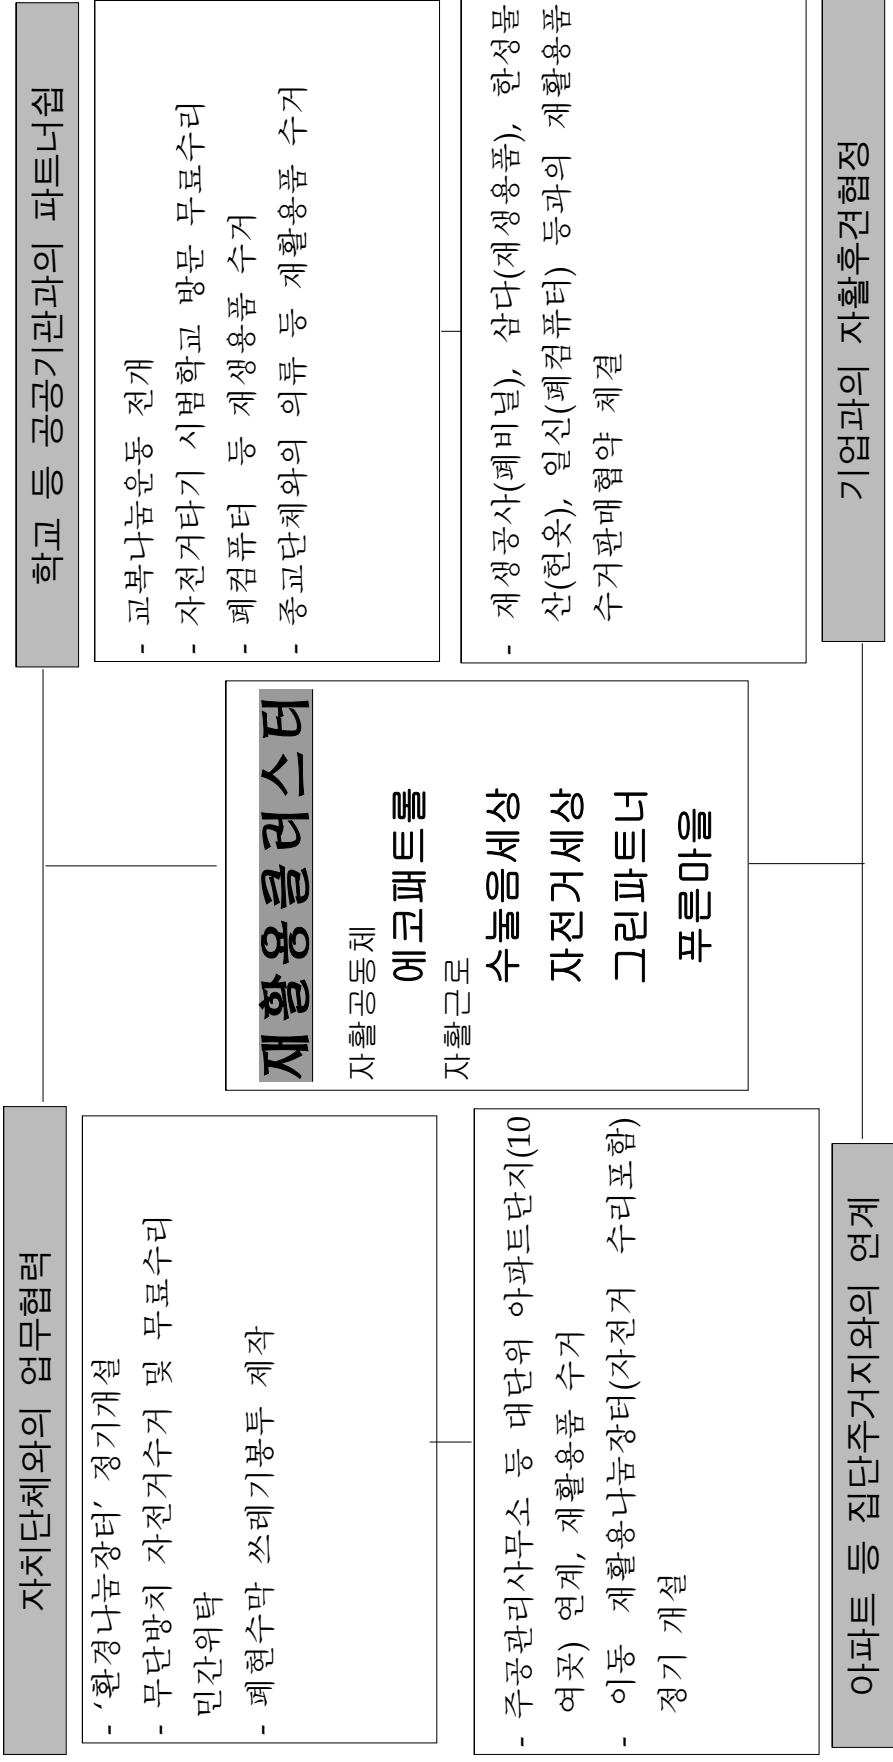 자치단체와의 업무협력
- '환경나눔장터' 정기개설
- 무단방치 자전거수거 및 무료수리
민간위탁
- 폐현수막 쓰레기봉투 제작
학교 등 공공기관과의 파트너쉽
- 교복나눔운동 전개
- 자전거타기 시범학교 방문 무료수리
- 폐컴퓨터 등 재생용품 수거
- 종교단체와의 의류 등 재활용품 수거
재활용클러스터
자활공동체
에코패트롤
자활근로
수눌음세상
자전거세상
그린파트너
푸른마을
- 주공관리사무소 등 대단위 아파트단지(10
여곳) 연계, 재활용품 수거
- 이동 재활용나눔장터(자전거 수리포함)
정기 개설
아파트 등 집단주거지와의 연계
- 재생공사(폐비닐), 삼다(재생용품), 한성물
산(헌옷), 일신(폐컴퓨터) 등과의 재활용품
수거판매협약 체결
기업과의 자활후견협정